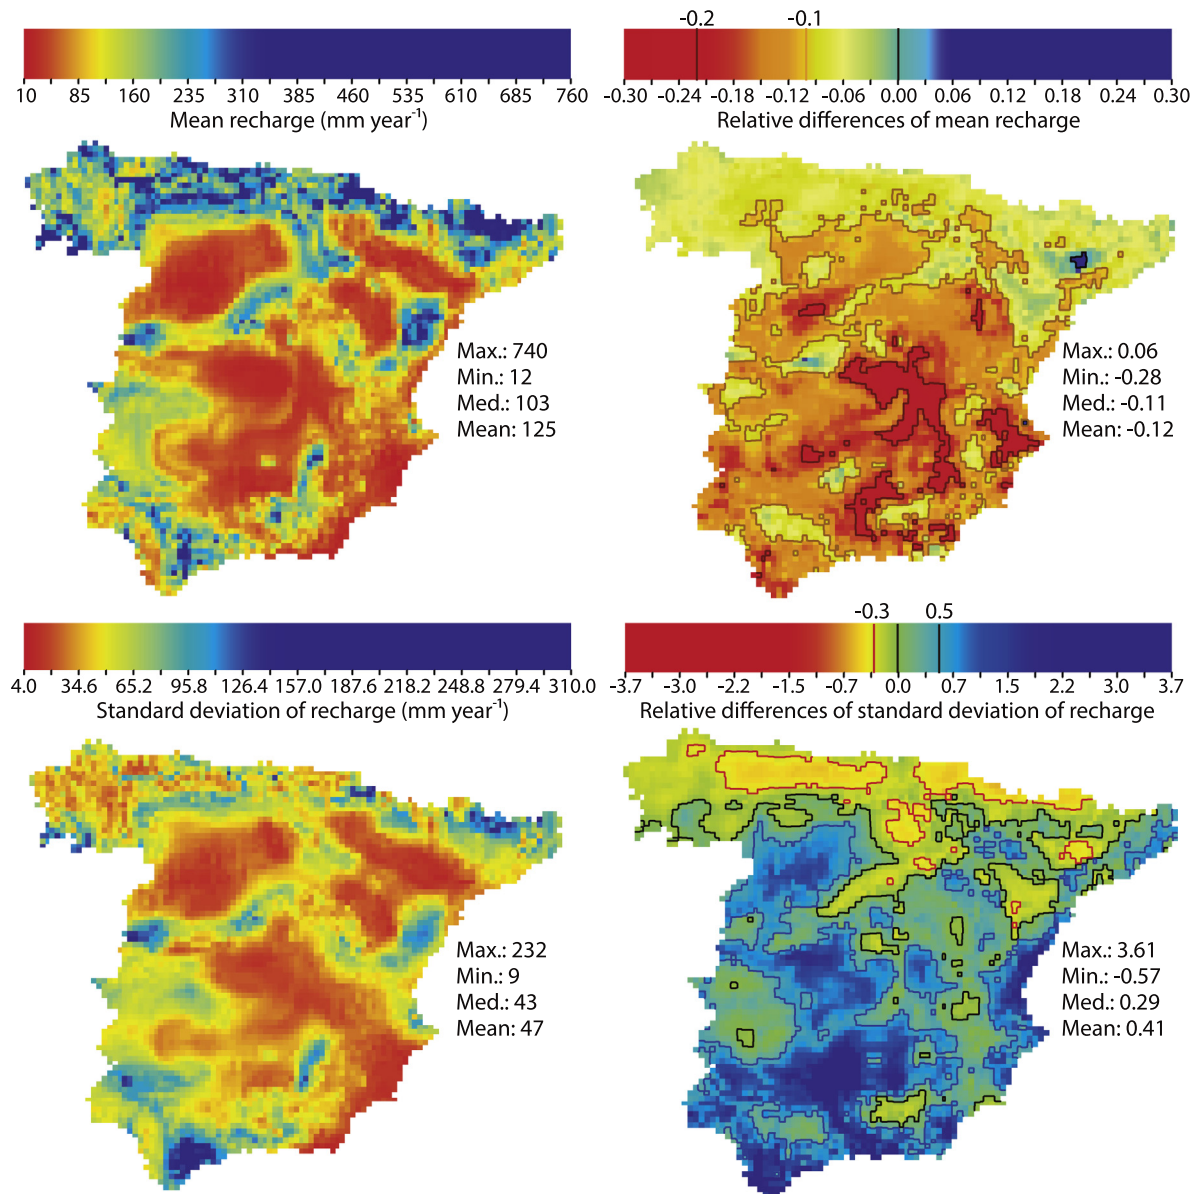 -0.2 -0.1
10 85 160 235 310 385 460 535 610 685 760
Mean recharge (mm year⁻¹)
-0.30 -0.24 -0.18 -0.12 -0.06 0.00 0.06 0.12 0.18 0.24 0.30
Relative differences of mean recharge
Max.: 740
Min.: 12
Med.: 103
Mean: 125
Max.: 0.06
Min.: -0.28
Med.: -0.11
Mean: -0.12
-0.3 0.5
4.0 34.6 65.2 95.8 126.4 157.0 187.6 218.2 248.8 279.4 310.0
Standard deviation of recharge (mm year⁻¹)
-3.7 -3.0 -2.2 -1.5 -0.7 0.0 0.7 1.5 2.2 3.0 3.7
Relative differences of standard deviation of recharge
Max.: 232
Min.: 9
Med.: 43
Mean: 47
Max.: 3.61
Min.: -0.57
Med.: 0.29
Mean: 0.41